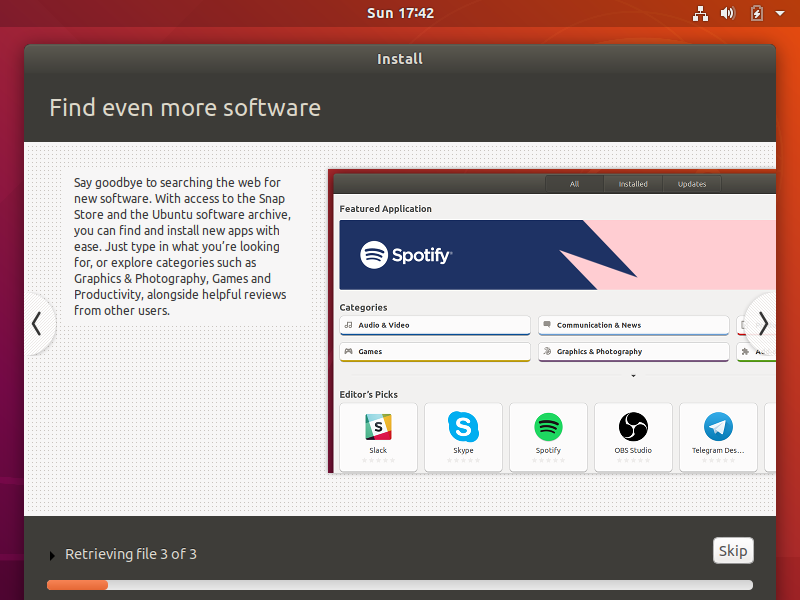 Sun 17:42
Install
Find even more software
Say goodbye to searching the web for
new software. With access to the Snap
Store and the Ubuntu software archive,
you can find and install new apps with
ease. Just type in what you're looking
for, or explore categories such as
Graphics & Photography, Games and
Productivity, alongside helpful reviews
from other users.
All Installed Updates
Featured Application
Spotify
Categories
Audio & Video Communication & News
Games Graphics & Photography
Editor's Picks
Slack Skype Spotify OBS Studio Telegram Des...
Retrieving file 3 of 3
Skip